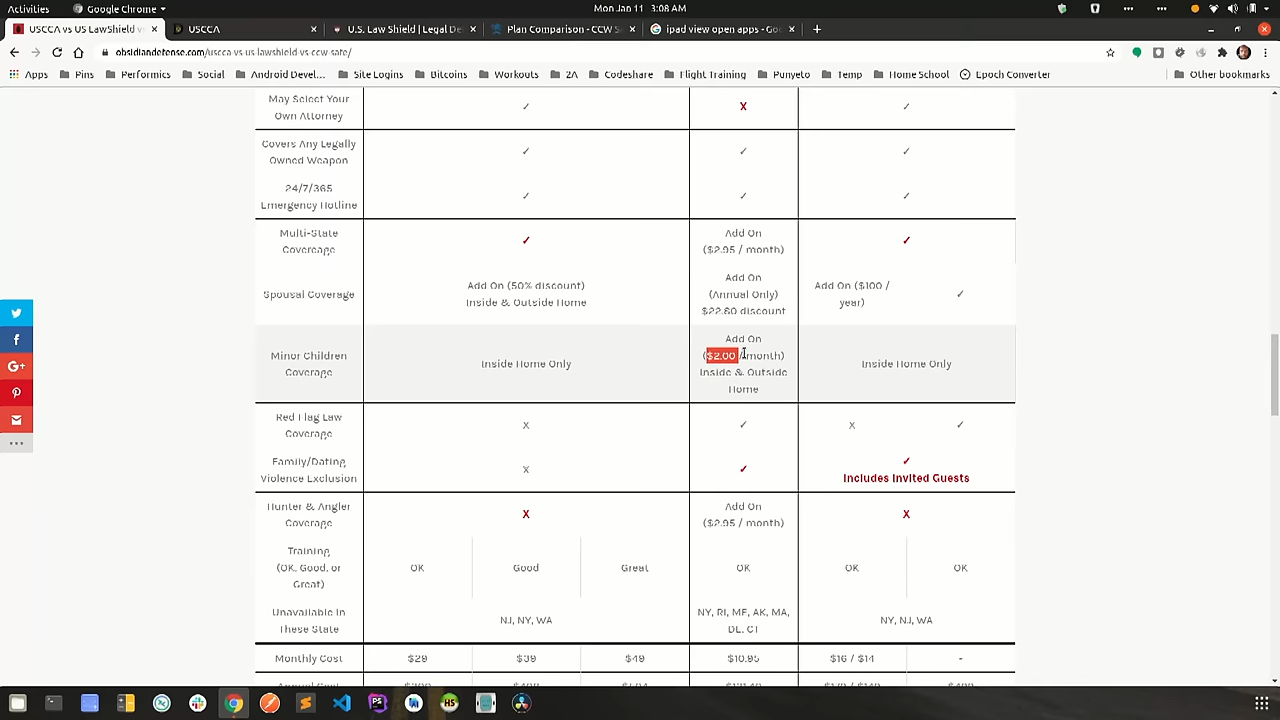 Activities
Google Chrome
Mon Jan 11 3:08 AM
USCCA vs US LawShield vs
USCCA
U.S. Law Shield | Legal De
Plan Comparison - CCW S
ipad view open apps - Go
obsidiandefense.com/uscca-vs-us-lawshield-vs-ccw-safe/
Apps
Pins
Performics
Social
Android Devel...
Site Logins
Bitcoins
Workouts
2A
Codeshare
Flight Training
Punyeto
Temp
Home School
Epoch Converter
Other bookmarks
May Select Your
Own Attorney
✓
X
✓
Covers Any Legally
Owned Weapon
✓
✓
✓
24/7/365
Emergency Hotline
✓
✓
✓
Multi-State
Covereage
✓
Add On
($2.95 / month)
✓
Spousal Coverage
Add On (50% discount)
Inside & Outside Home
Add On
(Annual Only)
$22.80 discount
Add On ($100 /
year)
✓
Minor Children
Coverage
Inside Home Only
Add On
($2.00 /month)
Inside & Outside
Home
Inside Home Only
Red Flag Law
Coverage
X
✓
X
✓
Family/Dating
Violence Exclusion
X
✓
✓
Includes Invited Guests
Hunter & Angler
Coverage
X
Add On
($2.95 / month)
X
Training
(OK, Good, or
Great)
OK
Good
Great
OK
OK
OK
Unavailable In
These State
NJ, NY, WA
NY, RI, ME, AK, MA,
DE, CT
NY, NJ, WA
Monthly Cost
$29
$39
$49
$10.95
$16 / $14
-
Annual Cost